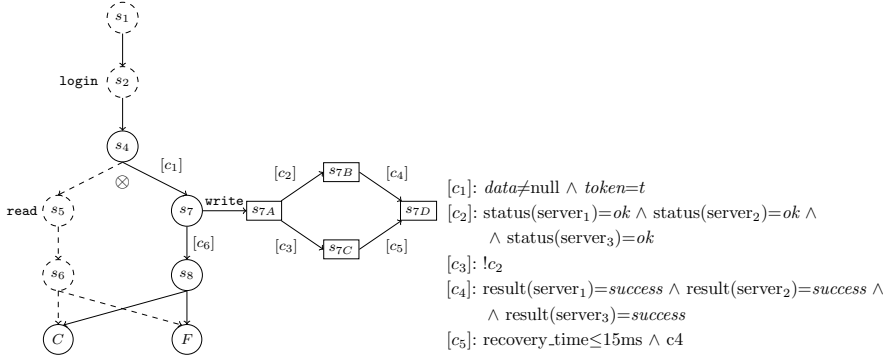 s₁
login s₂
s₄
⊗ [c₁]
read s₅ s₇ write s₇A
[c₂] s₇B [c₄]
[c₃] s₇C [c₅]
s₇D
[c₆]
s₆ s₈
C F
[c₁]: data≠null ∧ token=t
[c₂]: status(server₁)=ok ∧ status(server₂)=ok ∧
∧ status(server₃)=ok
[c₃]: !c₂
[c₄]: result(server₁)=success ∧ result(server₂)=success ∧
∧ result(server₃)=success
[c₅]: recovery_time≤15ms ∧ c4